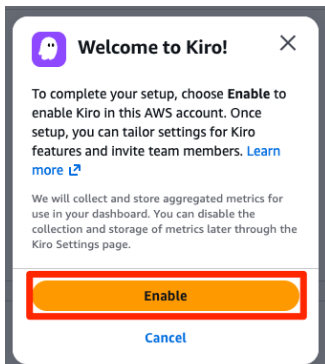 Welcome to Kiro!
To complete your setup, choose Enable to
enable Kiro in this AWS account. Once
setup, you can tailor settings for Kiro
features and invite team members. Learn
more
We will collect and store aggregated metrics for
use in your dashboard. You can disable the
collection and storage of metrics later through the
Kiro Settings page.
Enable
Cancel